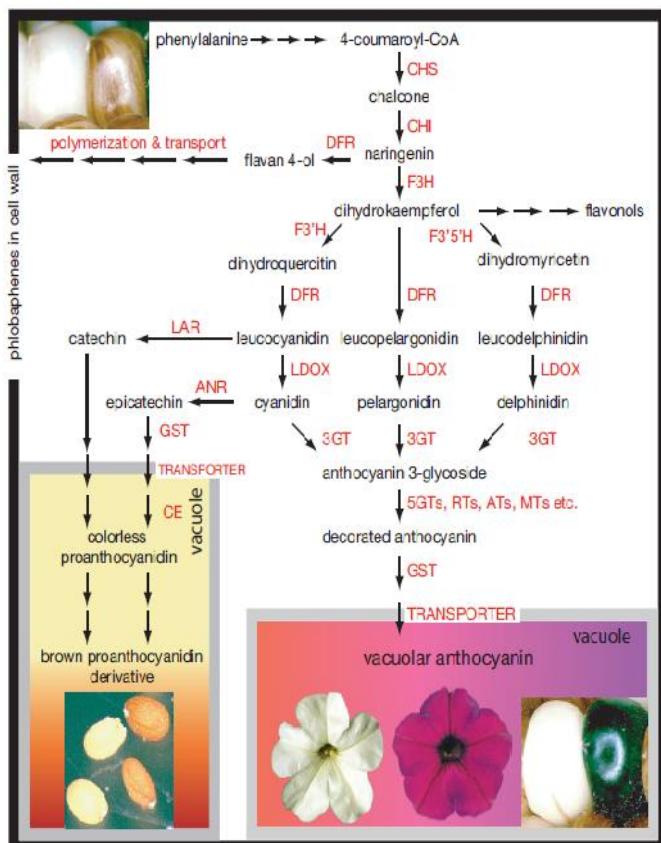 phenylalanine 4-coumaroyl-CoA
CHS
chalcone
CHI
polymerization & transport DFR naringenin
flavan 4-ol
F3H
dihydrokaempferol flavonols
F3'H F3'5'H
dihydroquercitin dihydromyricetin
DFR DFR DFR
catechin LAR leucocyanidin leucopelargonidin leucodelphinidin
LDOX LDOX LDOX
epicatechin ANR cyanidin pelargonidin delphinidin
GST 3GT 3GT 3GT
anthocyanin 3-glycoside
TRANSPORTER
5GTs, RTs, ATs, MTs etc.
CE
colorless
proanthocyanidin
decorated anthocyanin
vacuole
GST
TRANSPORTER
vacuole
brown proanthocyanidin
derivative
vacuolar anthocyanin
phlobaphenes in cell wall